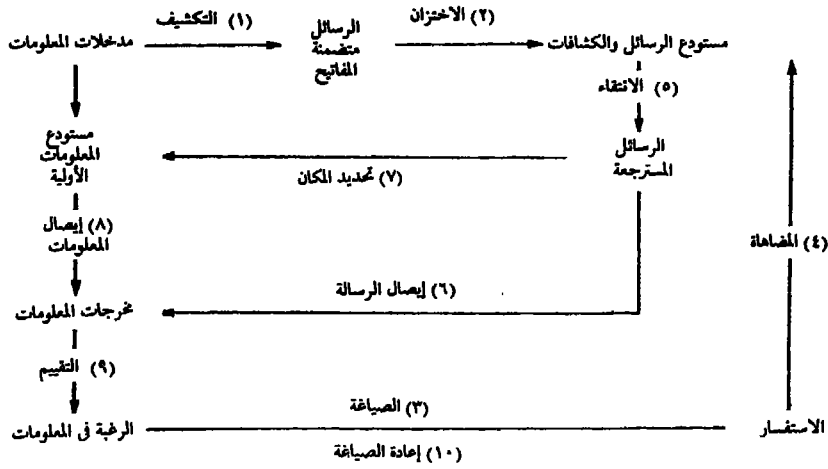 مدخلات المعلومات
(١) التكشيف
الرسائل
متضمنة
المفاتيح
(٢) الاختزان
مستودع الرسائل والكشافات
(٥) الانتقاء
الرسائل
المسترجعة
مستودع
المعلومات
الأولية
(٧) تحديد المكان
(٨) إيصال
المعلومات
(٤) المضاهاة
(٦) إيصال الرسالة
مخرجات المعلومات
(٩) التقييم
(٣) الصياغة
الاستفسار
الرغبة فى المعلومات
(١٠) إعادة الصياغة